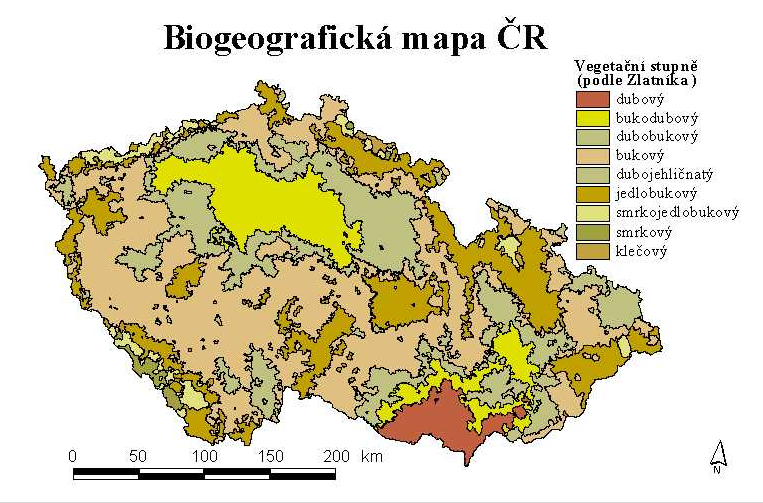 Biogeografická mapa ČR
Vegetační stupně
(podle Zlatníka )
dubový
bukodubový
dubobukový
bukový
dubojehličnatý
jedlobukový
smrkojedlobukový
smrkový
klečový
0 50 100 150 200 km
N